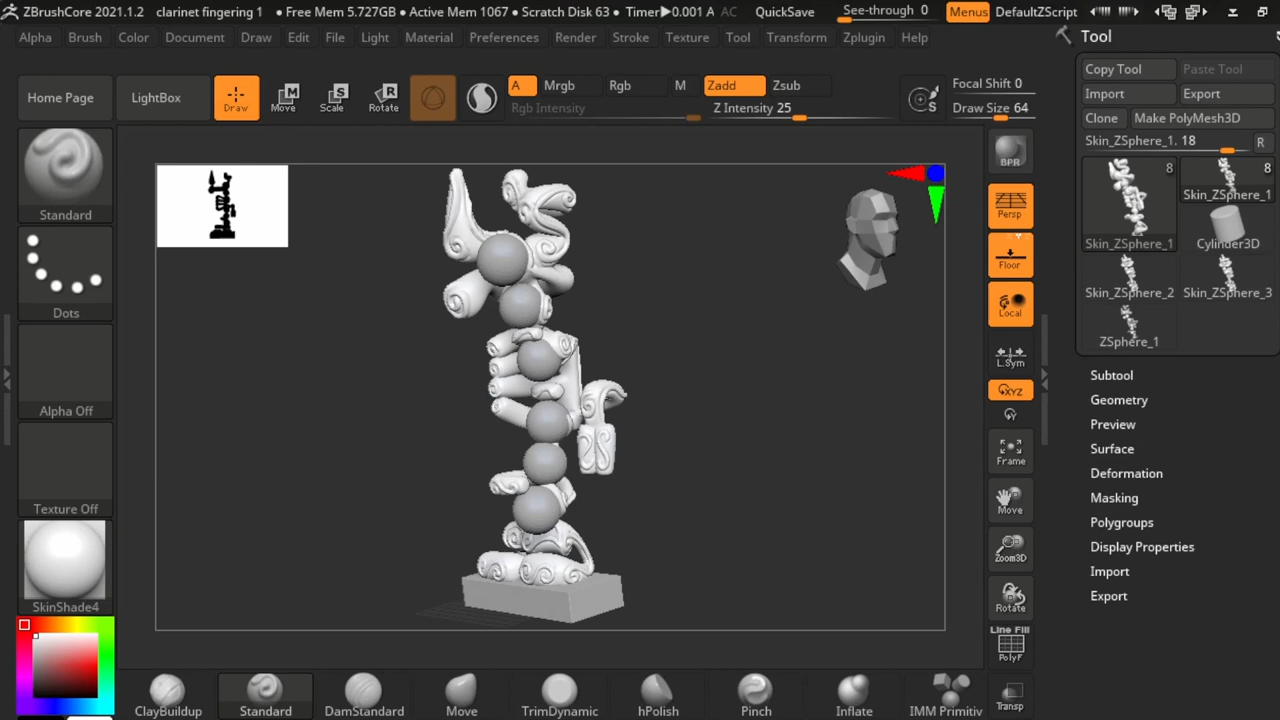 ZBrushCore 2021.1.2 clarinet fingering 1 ● Free Mem 5.727GB ● Active Mem 1067 ● Scratch Disk 63 ● Timer▶0.001 A AC QuickSave See-through 0 Menus DefaultZScript
Alpha Brush Color Document Draw Edit File Light Material Preferences Render Stroke Texture Tool Transform Zplugin Help
Tool
Copy Tool Paste Tool
Import Export
Clone Make PolyMesh3D
Skin_ZSphere_1. 18 R
Home Page LightBox Draw Move Scale Rotate
A Mrgb Rgb M Zadd Zsub
Rgb Intensity Z Intensity 25
Focal Shift 0
Draw Size 64
S
Standard
Dots
Alpha Off
Texture Off
SkinShade4
BPR
Persp
Floor
Local
L.Sym
XYZ
Y
Frame
Move
Zoom3D
Rotate
Line Fill
PolyF
Transp
8 8
Skin_ZSphere_1
Skin_ZSphere_1 Cylinder3D
Skin_ZSphere_2 Skin_ZSphere_3
ZSphere_1
Subtool
Geometry
Preview
Surface
Deformation
Masking
Polygroups
Display Properties
Import
Export
ClayBuildup Standard DamStandard Move TrimDynamic hPolish Pinch Inflate IMM Primitiv